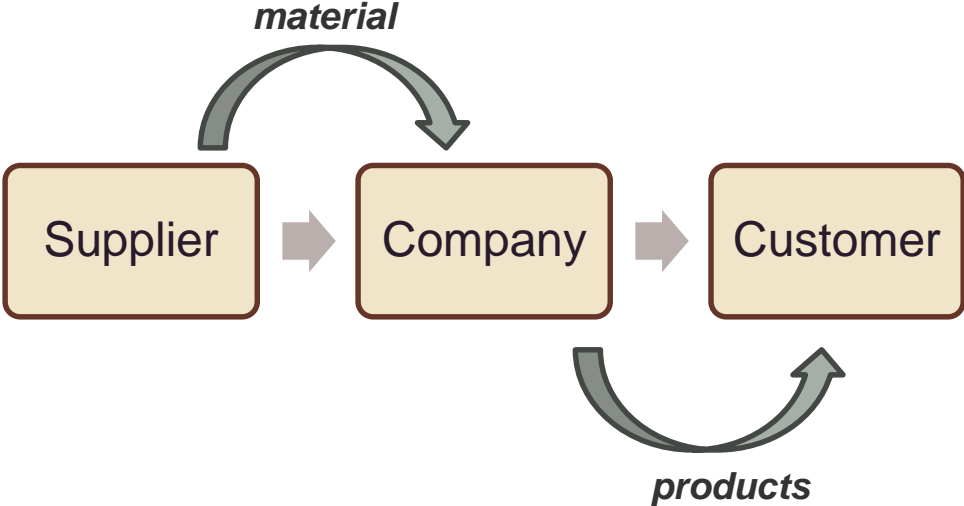 material
Supplier
Company
Customer
products